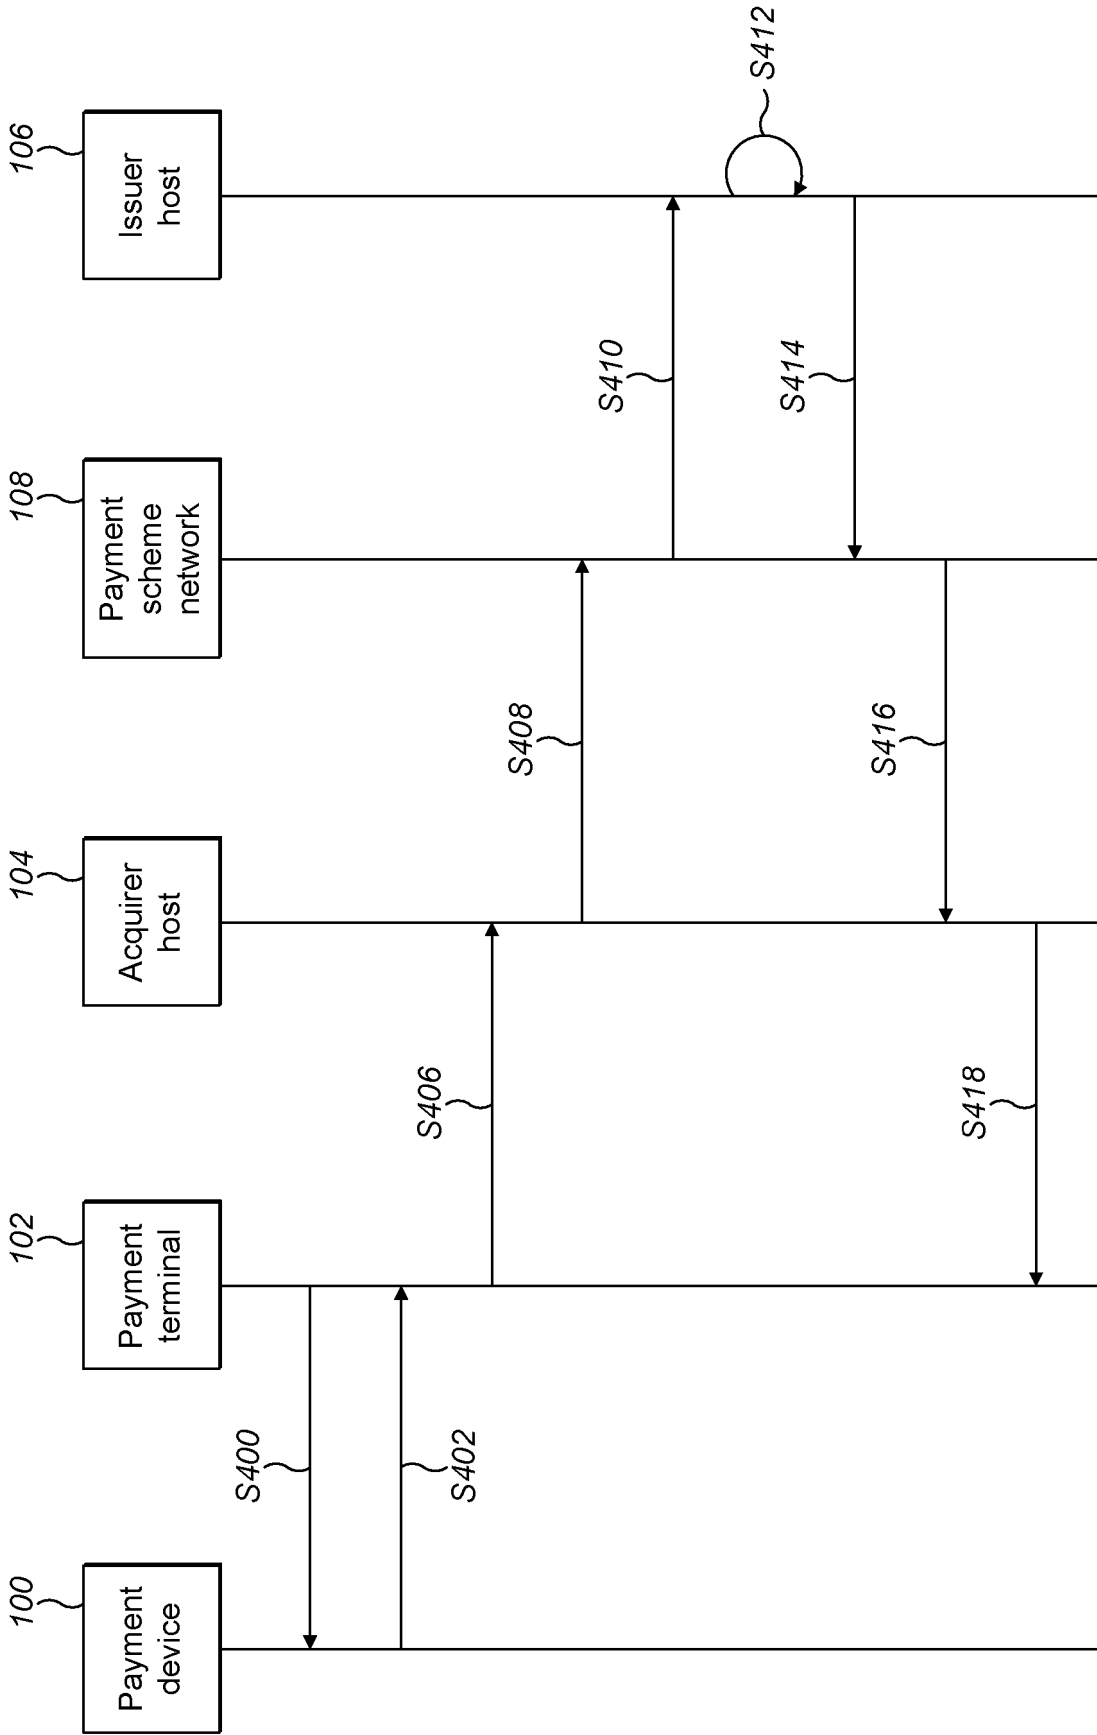 100
Payment
device
102
Payment
terminal
104
Acquirer
host
108
Payment
scheme
network
106
Issuer
host
S400
S402
S406
S408
S410
S412
S414
S416
S418